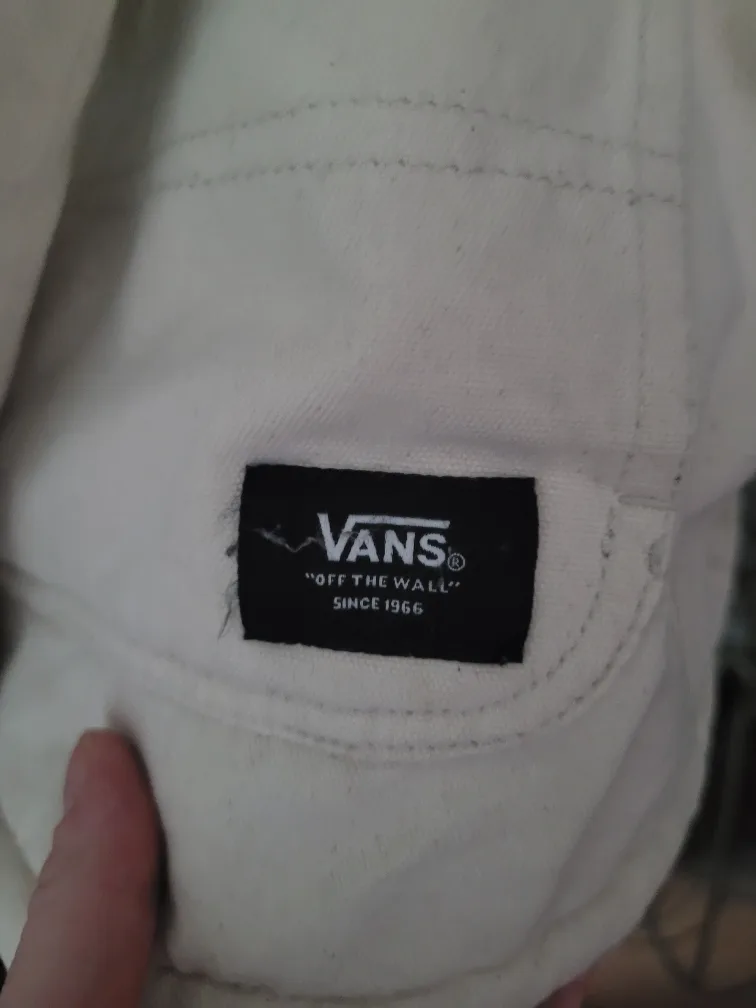 VANS®
"OFF THE WALL"
SINCE 1966